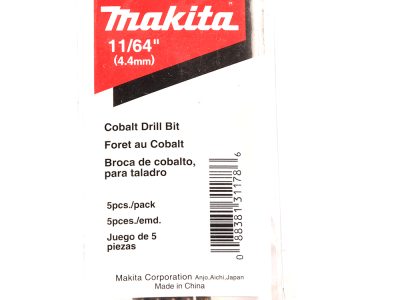 makita
11/64"
(4.4mm)
Cobalt Drill Bit
Foret au Cobalt
Broca de cobalto,
para taladro
5pcs./pack
5pces./emd.
Juego de 5
piezas
0 88381 31178 6
Makita Corporation Anjo,Aichi,Japan
Made in China